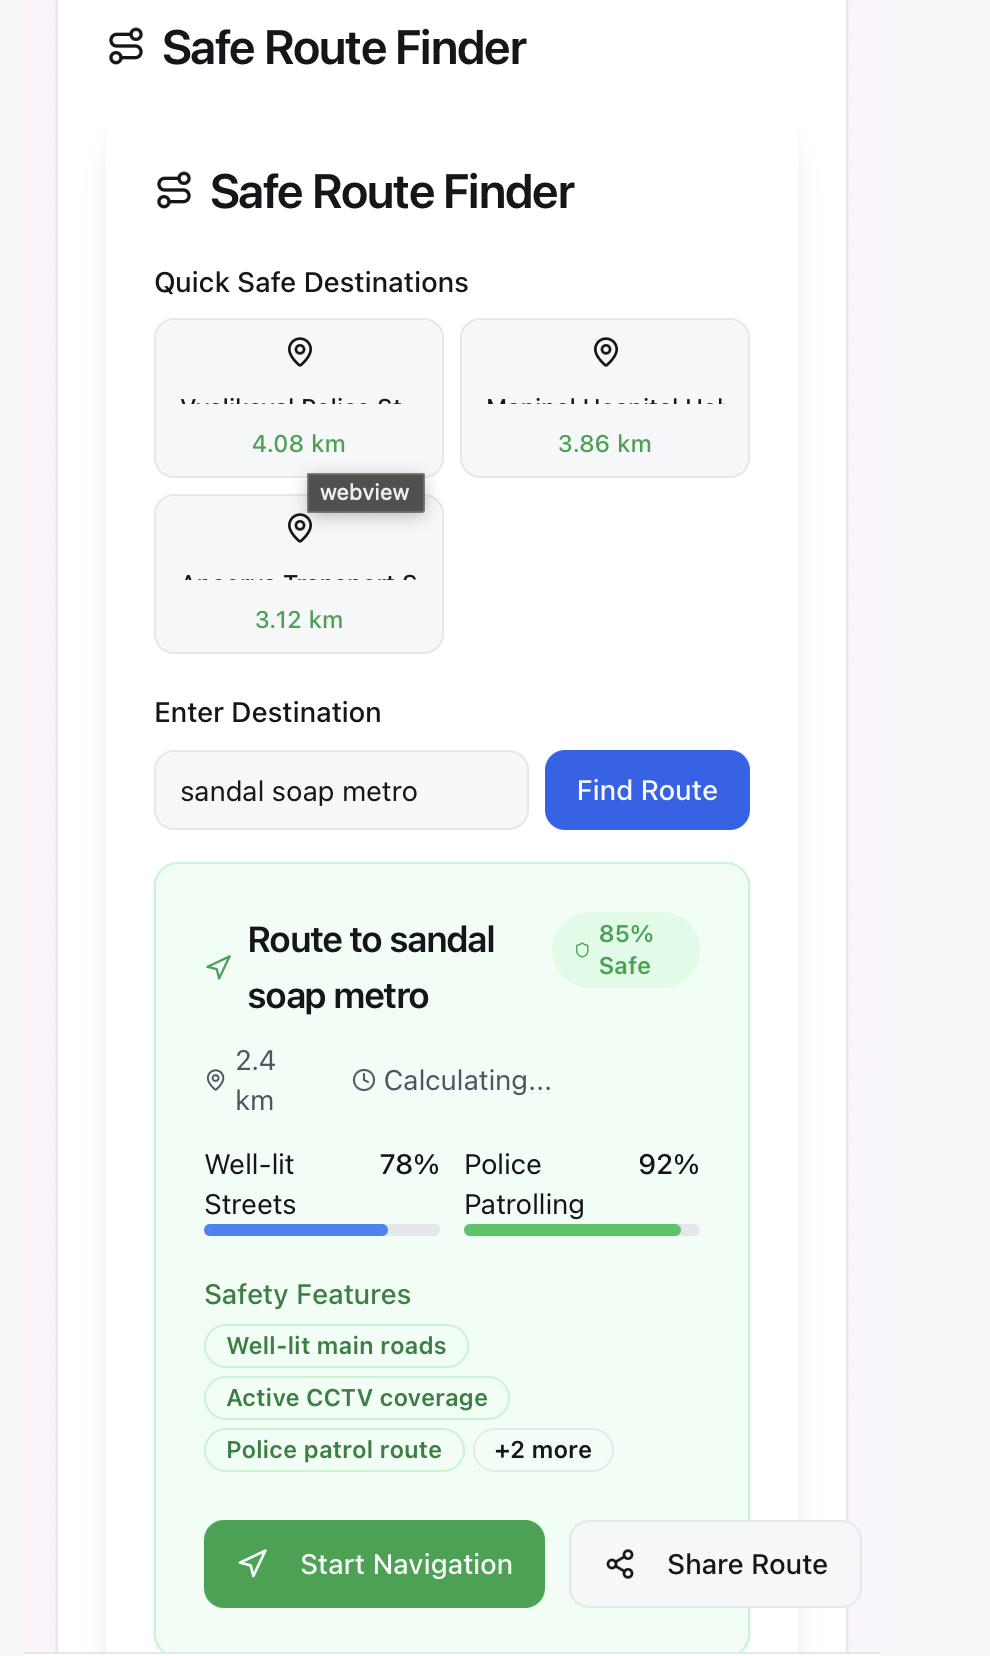 Safe Route Finder
Safe Route Finder
Quick Safe Destinations
4.08 km
3.86 km
webview
3.12 km
Enter Destination
sandal soap metro
Find Route
Route to sandal
soap metro
85%
Safe
2.4
km
Calculating...
Well-lit
Streets
78%
Police
Patrolling
92%
Safety Features
Well-lit main roads
Active CCTV coverage
Police patrol route
+2 more
Start Navigation
Share Route